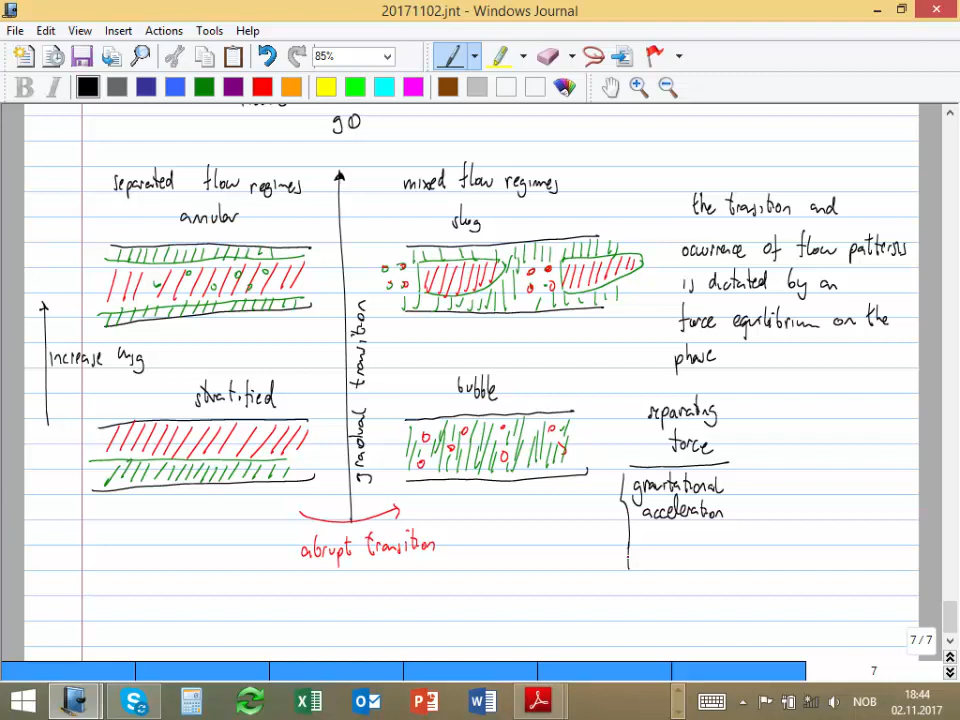 20171102.jnt - Windows Journal
File Edit View Insert Actions Tools Help
85%
B I U
go
separated flow regimes
annular
mixed flow regimes
slug
the transition and
ocurrence of flow patterns
is dictated by an
force equilibrium on the
phase
increase
gradual transition
stratified
bubble
separating
force
gravitational
acceleration
abrupt transition
7 / 7
7
NOB
18:44
02.11.2017